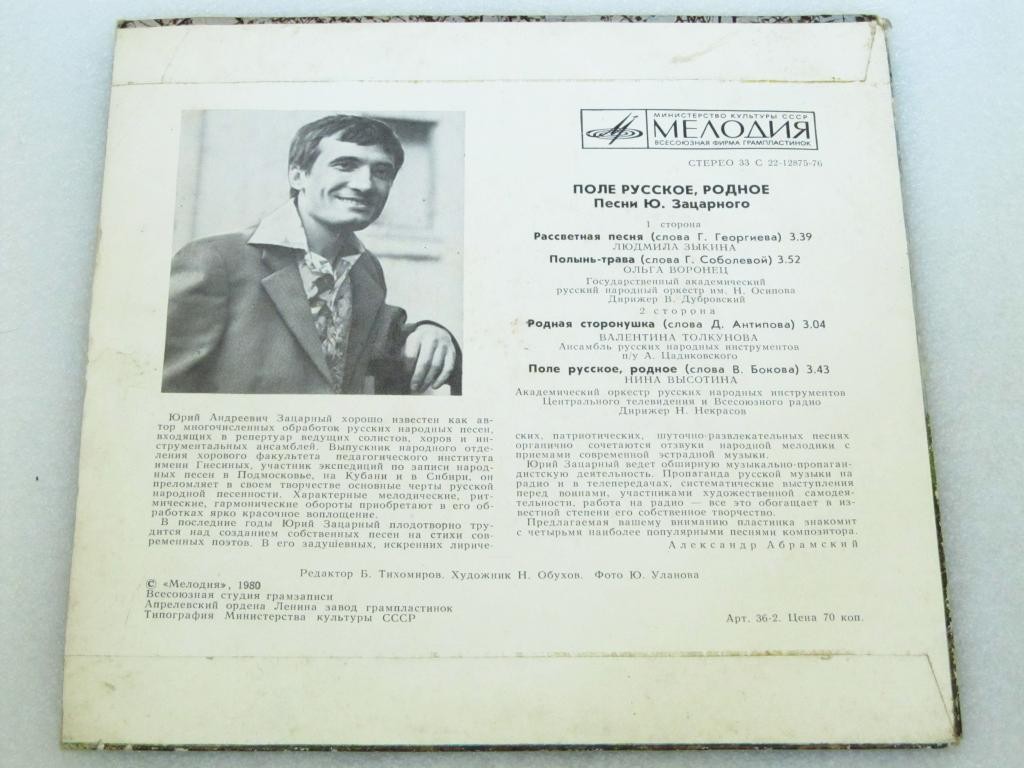 МИНИСТЕРСТВО КУЛЬТУРЫ СССР
МЕЛОДИЯ
ВСЕСОЮЗНАЯ ФИРМА ГРАМПЛАСТИНОК
СТЕРЕО 33 С 22-12875-76
ПОЛЕ РУССКОЕ, РОДНОЕ
Песни Ю. Зацарного
1 сторона
Рассветная песня (слова Г. Георгиева) 3.39
ЛЮДМИЛА ЗЫКИНА
Полынь-трава (слова Г. Соболевой) 3.52
ОЛЬГА ВОРОНЕЦ
Государственный академический
русский народный оркестр им. Н. Осипова
Дирижер В. Дубровский
2 сторона
Родная сторонушка (слова Д. Антипова) 3.04
ВАЛЕНТИНА ТОЛКУНОВА
Ансамбль русских народных инструментов
п/у А. Цадиковского
Поле русское, родное (слова В. Бокова) 3.43
НИНА ВЫСОТИНА
Академический оркестр русских народных инструментов
Центрального телевидения и Всесоюзного радио
Дирижер Н. Некрасов
Юрий Андреевич Зацарный хорошо известен как ав-
тор многочисленных обработок русских народных песен,
входящих в репертуар ведущих солистов, хоров и ин-
струментальных ансамблей. Выпускник народного отде-
ления хорового факультета педагогического института
имени Гнесиных, участник экспедиций по записи народ-
ных песен в Подмосковье, на Кубани и в Сибири, он
преломляет в своем творчестве основные черты русской
народной песенности. Характерные мелодические, рит-
мические, гармонические обороты приобретают в его об-
работках ярко красочное воплощение.
В последние годы Юрий Зацарный плодотворно тру-
дится над созданием собственных песен на стихи сов-
ременных поэтов. В его задушевных, искренних лириче-
ских, патриотических, шуточно-развлекательных песнях
органично сочетаются отзвуки народной мелодики с
приемами современной эстрадной музыки.
Юрий Зацарный ведет обширную музыкально-пропаган-
дистскую деятельность. Пропаганда русской музыки на
радио и в телепередачах, систематические выступления
перед воинами, участниками художественной самодея-
тельности, работа на радио — все это обогащает в из-
вестной степени его собственное творчество.
Предлагаемая вашему вниманию пластинка знакомит
с четырьмя наиболее популярными песнями композитора.
Александр Абрамский
Редактор Б. Тихомиров. Художник Н. Обухов. Фото Ю. Уланова
© «Мелодия», 1980
Всесоюзная студия грамзаписи
Апрелевский ордена Ленина завод грампластинок
Типография Министерства культуры СССР
Арт. 36-2. Цена 70 коп.